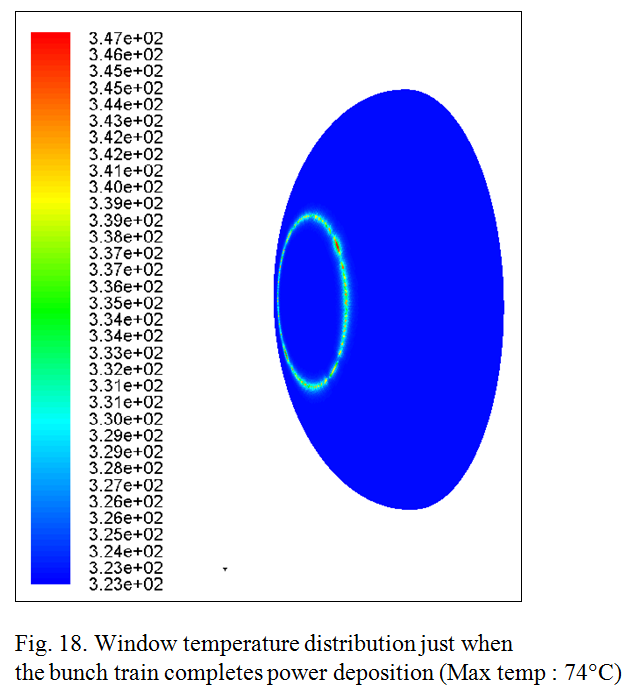 3.47e+02
3.46e+02
3.45e+02
3.45e+02
3.44e+02
3.43e+02
3.42e+02
3.42e+02
3.41e+02
3.40e+02
3.39e+02
3.39e+02
3.38e+02
3.37e+02
3.37e+02
3.36e+02
3.35e+02
3.34e+02
3.34e+02
3.33e+02
3.32e+02
3.31e+02
3.31e+02
3.30e+02
3.29e+02
3.29e+02
3.28e+02
3.27e+02
3.26e+02
3.26e+02
3.25e+02
3.24e+02
3.23e+02
3.23e+02
Fig. 18. Window temperature distribution just when
the bunch train completes power deposition (Max temp : 74°C)